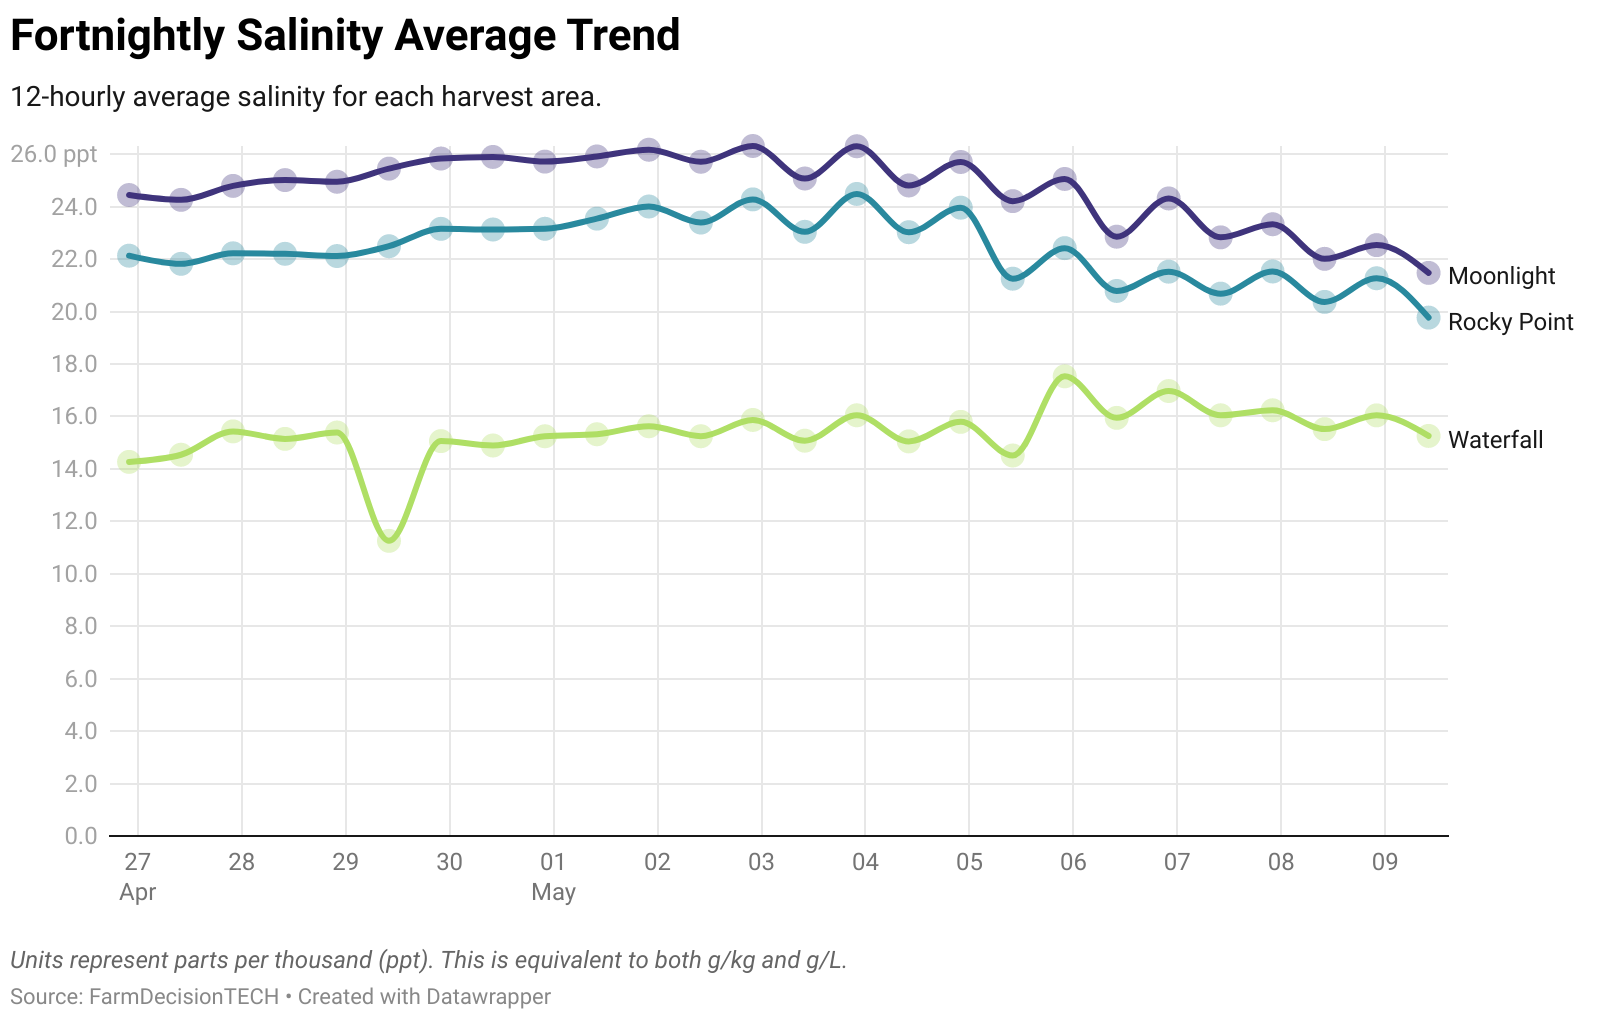 Fortnightly Salinity Average Trend
12-hourly average salinity for each harvest area.
26.0 ppt
24.0
22.0
20.0
18.0
16.0
14.0
12.0
10.0
8.0
6.0
4.0
2.0
0.0
Moonlight
Rocky Point
Waterfall
27 28 29 30 01 02 03 04 05 06 07 08 09
Apr May
Units represent parts per thousand (ppt). This is equivalent to both g/kg and g/L.
Source: FarmDecisionTECH • Created with Datawrapper